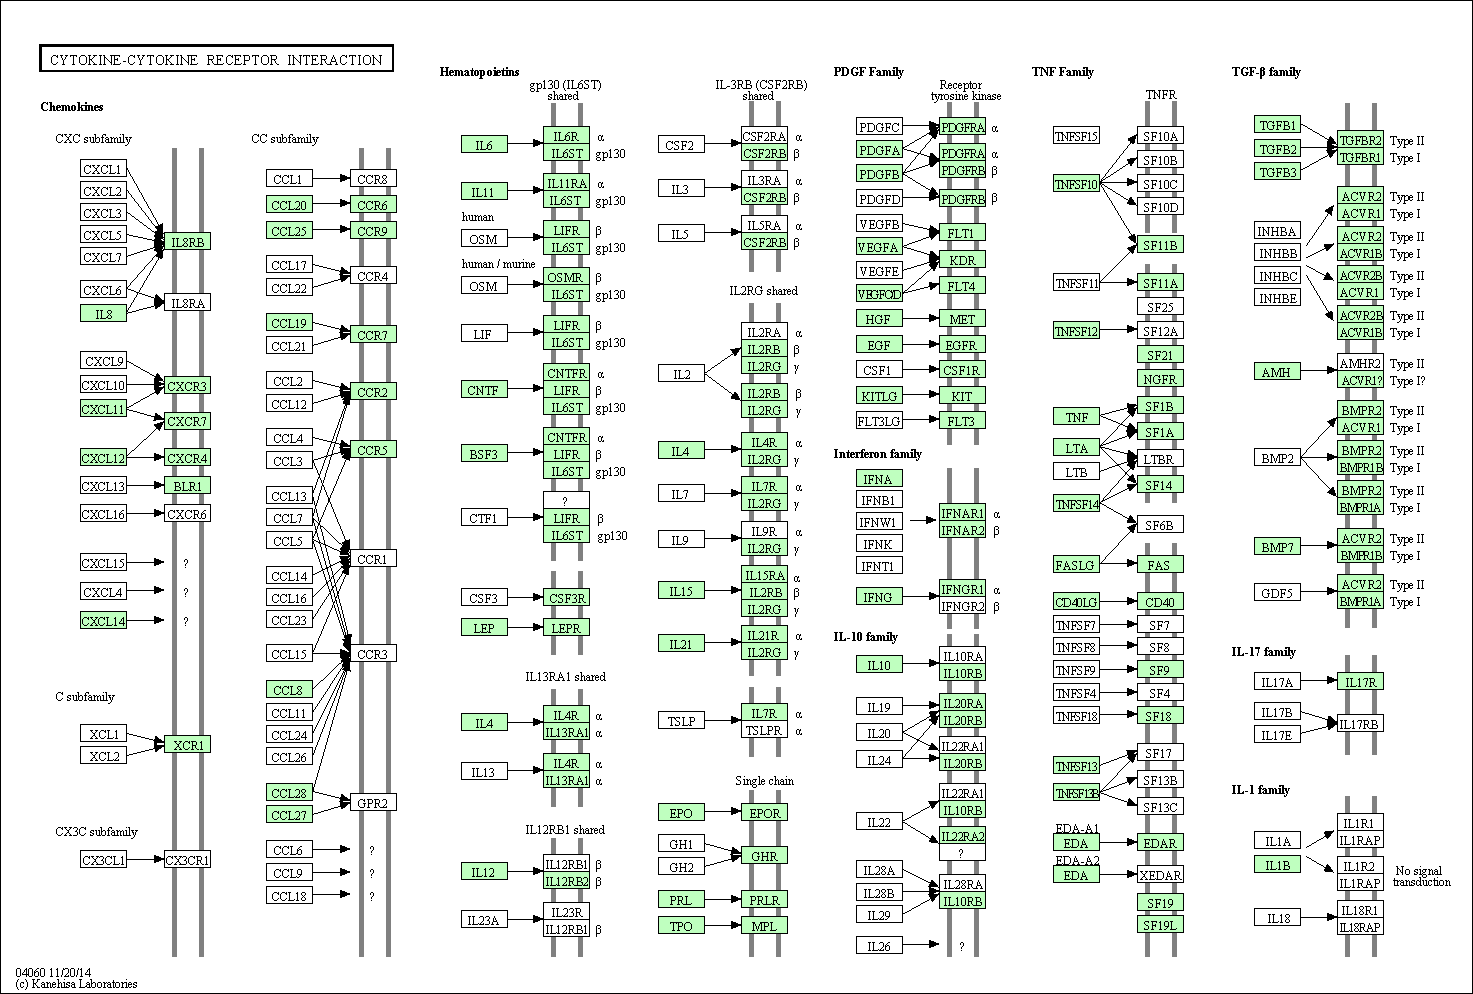 CYTOKINE-CYTOKINE RECEPTOR INTERACTION
Chemokines
CXC subfamily
CXCL1
CXCL2
CXCL3
CXCL5
CXCL7
CXCL6
IL8
IL8RB
IL8RA
CXCL9
CXCL10
CXCL11
CXCL12
CXCL13
CXCL16
CXCR3
CXCR7
CXCR4
BLR1
CXCR6
CXCL15
?
CXCL4
?
CXCL14
?
C subfamily
XCL1
XCL2
XCR1
CX3C subfamily
CX3CL1
CX3CR1
CC subfamily
CCL1
CCR8
CCL20
CCR6
CCL25
CCR9
CCL17
CCL22
CCR4
CCL19
CCL21
CCR7
CCL2
CCL12
CCR2
CCL4
CCL3
CCR5
CCL13
CCL7
CCL5
CCR1
CCL14
CCL16
CCL23
CCL15
CCR3
CCL8
CCL11
CCL24
CCL26
CCL28
CCL27
GPR2
CCL6
?
CCL9
?
CCL18
?
Hematopoietins
gp130 (IL6ST)
shared
IL6
IL6R α
IL6ST gp130
IL11
IL11RA α
IL6ST gp130
human
OSM
LIFR β
IL6ST gp130
human / murine
OSM
OSMR β
IL6ST gp130
LIF
LIFR β
IL6ST gp130
CNTF
CNTFR α
LIFR β
IL6ST gp130
BSF3
CNTFR α
LIFR β
IL6ST gp130
CTF1
?
LIFR β
IL6ST gp130
CSF3
CSF3R
LEP
LEPR
IL13RA1 shared
IL4
IL4R α
IL13RA1 α
IL13
IL4R α
IL13RA1 α
IL12RB1 shared
IL12
IL12RB1 β
IL12RB2 β
IL23A
IL23R
IL12RB1 β
IL-3RB (CSF2RB)
shared
CSF2
CSF2RA α
CSF2RB β
IL3
IL3RA α
CSF2RB β
IL5
IL5RA α
CSF2RB β
IL2RG shared
IL2
IL2RA α
IL2RB β
IL2RG γ
IL2RB β
IL2RG γ
IL4
IL4R α
IL2RG γ
IL7
IL7R α
IL2RG γ
IL9
IL9R α
IL2RG γ
IL15
IL15RA α
IL2RB β
IL2RG γ
IL21
IL21R α
IL2RG γ
TSLP
IL7R α
TSLPR α
Single chain
EPO
EPOR
GH1
GH2
GHR
PRL
PRLR
TPO
MPL
PDGF Family
Receptor
tyrosine kinase
PDGFC
PDGFA
PDGFB
PDGFD
PDGFRA α
PDGFRA α
PDGFRB β
PDGFRB β
VEGFB
VEGFA
VEGFE
VEGFC/D
FLT1
KDR
FLT4
HGF
MET
EGF
EGFR
CSF1
CSF1R
KITLG
KIT
FLT3LG
FLT3
Interferon family
IFNA
IFNB1
IFNW1
IFNK
IFNT1
IFNAR1 α
IFNAR2 β
IFNG
IFNGR1 α
IFNGR2 β
IL-10 family
IL10
IL10RA
IL10RB
IL19
IL20
IL24
IL20RA
IL20RB
IL22RA1
IL20RB
IL22
IL22RA1
IL10RB
IL22RA2
?
IL28A
IL28B
IL29
IL28RA
IL10RB
IL26
?
TNF Family
TNFR
TNFSF15
SF10A
SF10B
TNFSF10
SF10C
SF10D
SF11B
TNFSF11
SF11A
SF25
TNFSF12
SF12A
SF21
NGFR
TNF
SF1B
LTA
SF1A
LTB
LTBR
TNFSF14
SF14
SF6B
FASLG
FAS
CD40LG
CD40
TNFSF7
SF7
TNFSF8
SF8
TNFSF9
SF9
TNFSF4
SF4
TNFSF18
SF18
TNFSF13
SF17
TNFSF13B
SF13B
SF13C
EDA-A1
EDA
EDAR
EDA-A2
EDA
XEDAR
SF19
SF19L
TGF-β family
TGFB1
TGFB2
TGFB3
TGFBR2 Type II
TGFBR1 Type I
INHBA
INHBB
INHBC
INHBE
ACVR2 Type II
ACVR1 Type I
ACVR2 Type II
ACVR1B Type I
ACVR2B Type II
ACVR1 Type I
ACVR2B Type II
ACVR1B Type I
AMH
AMHR2 Type II
ACVR1? Type I?
BMP2
BMPR2 Type II
ACVR1 Type I
BMPR2 Type II
BMPR1B Type I
BMPR2 Type II
BMPR1A Type I
BMP7
ACVR2 Type II
BMPR1B Type I
GDF5
ACVR2 Type II
BMPR1A Type I
IL-17 family
IL17A
IL17R
IL17B
IL17E
IL17RB
IL-1 family
IL1A
IL1B
IL1R1
IL1RAP
IL1R2
IL1RAP
No signal
transduction
IL18
IL18R1
IL18RAP
04060 11/20/14
(c) Kanehisa Laboratories